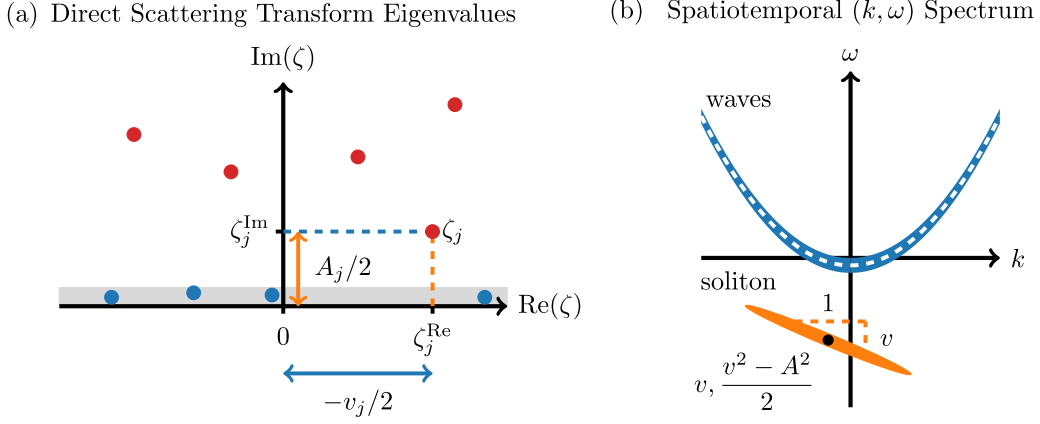 (a) Direct Scattering Transform Eigenvalues
Im(ζ)
ζ_j^Im
ζ_j
A_j/2
Re(ζ)
0
ζ_j^Re
−v_j/2
(b) Spatiotemporal (k, ω) Spectrum
ω
waves
k
soliton
1
v
v, \frac{v^2 − A^2}{2}